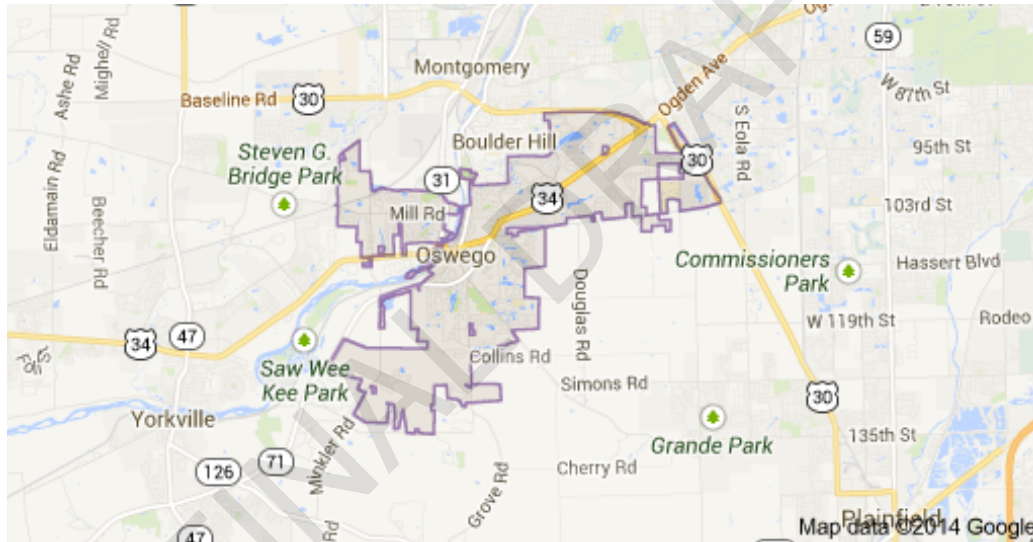 Ashe Rd
Mighell Rd
Baseline Rd
30
Montgomery
Ogden Ave
59
W 87th St
Steven G.
Bridge Park
Boulder Hill
S Eola Rd
95th St
31
30
Eldamain Rd
Beecher Rd
Mill Rd
34
103rd St
Oswego
Commissioners
Park
Hassert Blvd
Douglas Rd
47
34
W 119th St
Rodeo
Saw Wee
Kee Park
Collins Rd
Simons Rd
30
Yorkville
Minkler Rd
Grande Park
135th St
126
71
Grove Rd
Cherry Rd
Rd
47
Plainfield
Map data ©2014 Google